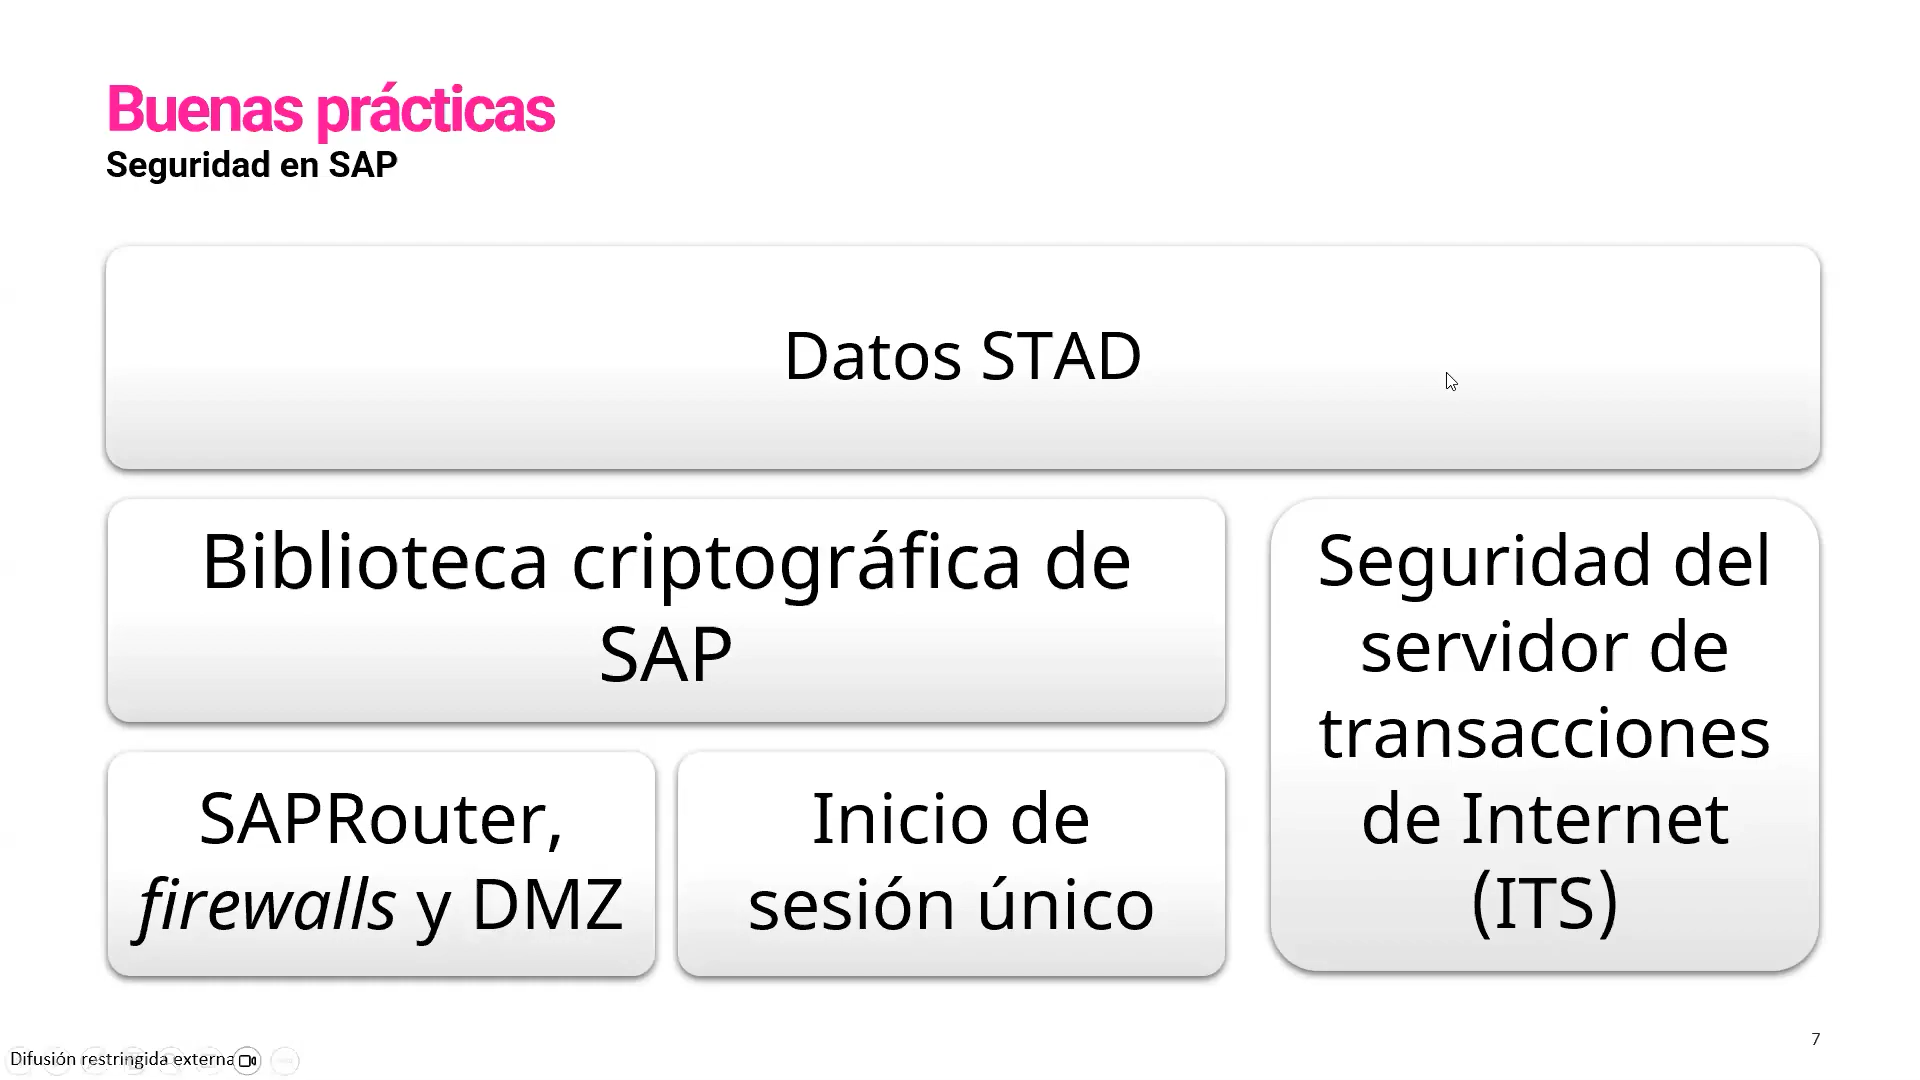 Buenas prácticas
Seguridad en SAP
Datos STAD
Biblioteca criptográfica de
SAP
Seguridad del
servidor de
transacciones
de Internet
(ITS)
SAPRouter,
firewalls y DMZ
Inicio de
sesión único
7
Difusión restringida externa